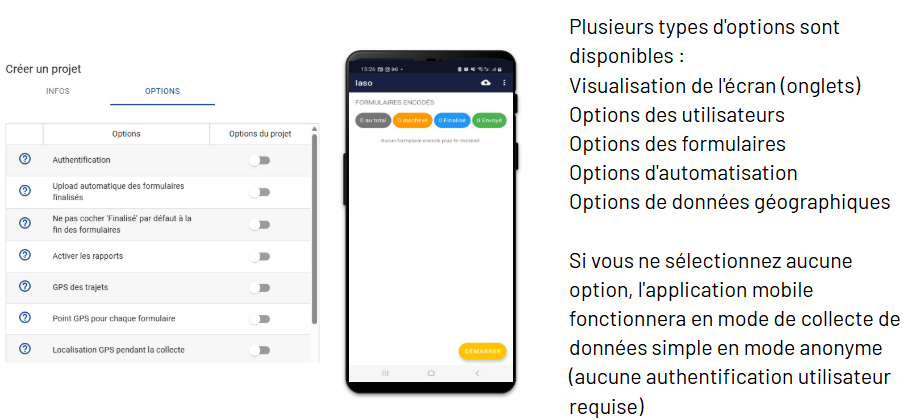 Créer un projet
INFOS
OPTIONS
Options
Options du projet
Authentification
Upload automatique des formulaires
finalisés
Ne pas cocher 'Finalisé' par défaut à la
fin des formulaires
Activer les rapports
GPS des trajets
Point GPS pour chaque formulaire
Localisation GPS pendant la collecte
15:26
Iaso
FORMULAIRES ENCODÉS
0 au total
0 Inachevé
0 Finalisé
0 Envoyé
Aucun formulaire encodé pour le moment.
DÉMARRER
Plusieurs types d'options sont
disponibles :
Visualisation de l'écran (onglets)
Options des utilisateurs
Options des formulaires
Options d'automatisation
Options de données géographiques
Si vous ne sélectionnez aucune
option, l'application mobile
fonctionnera en mode de collecte de
données simple en mode anonyme
(aucune authentification utilisateur
requise)